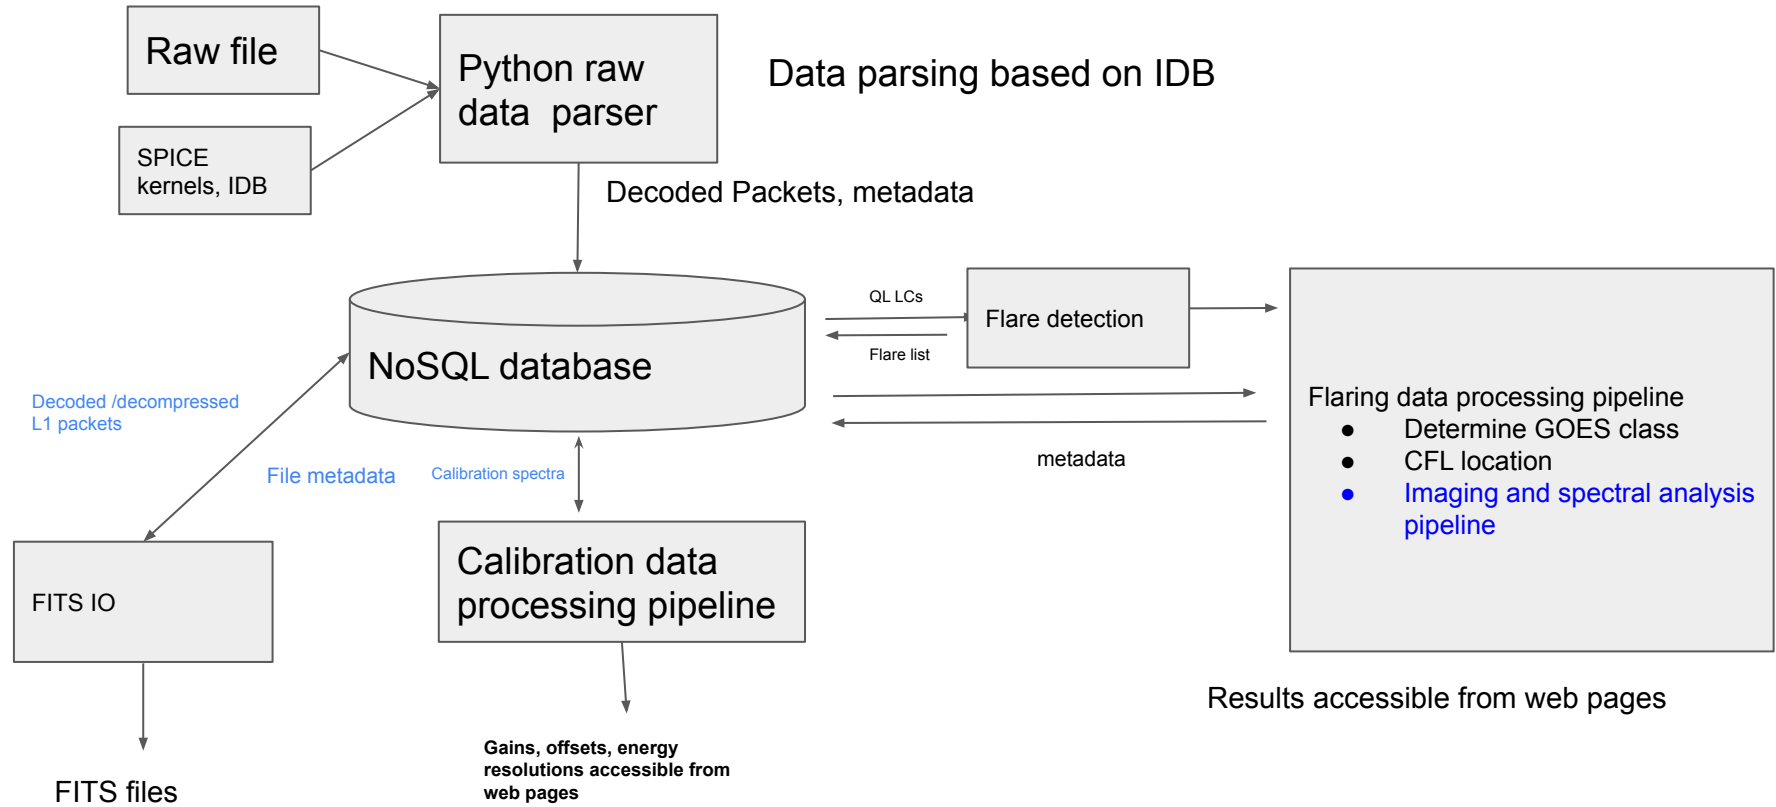 Raw file
Python raw
data  parser
Data parsing based on IDB
SPICE
kernels, IDB
Decoded Packets, metadata
QL LCs
Flare detection
Flare list
NoSQL database
Decoded /decompressed
L1 packets
File metadata
Calibration spectra
metadata
Flaring data processing pipeline
● Determine GOES class
● CFL location
● Imaging and spectral analysis
pipeline
FITS IO
Calibration data
processing pipeline
Results accessible from web pages
Gains, offsets, energy
resolutions accessible from
web pages
FITS files